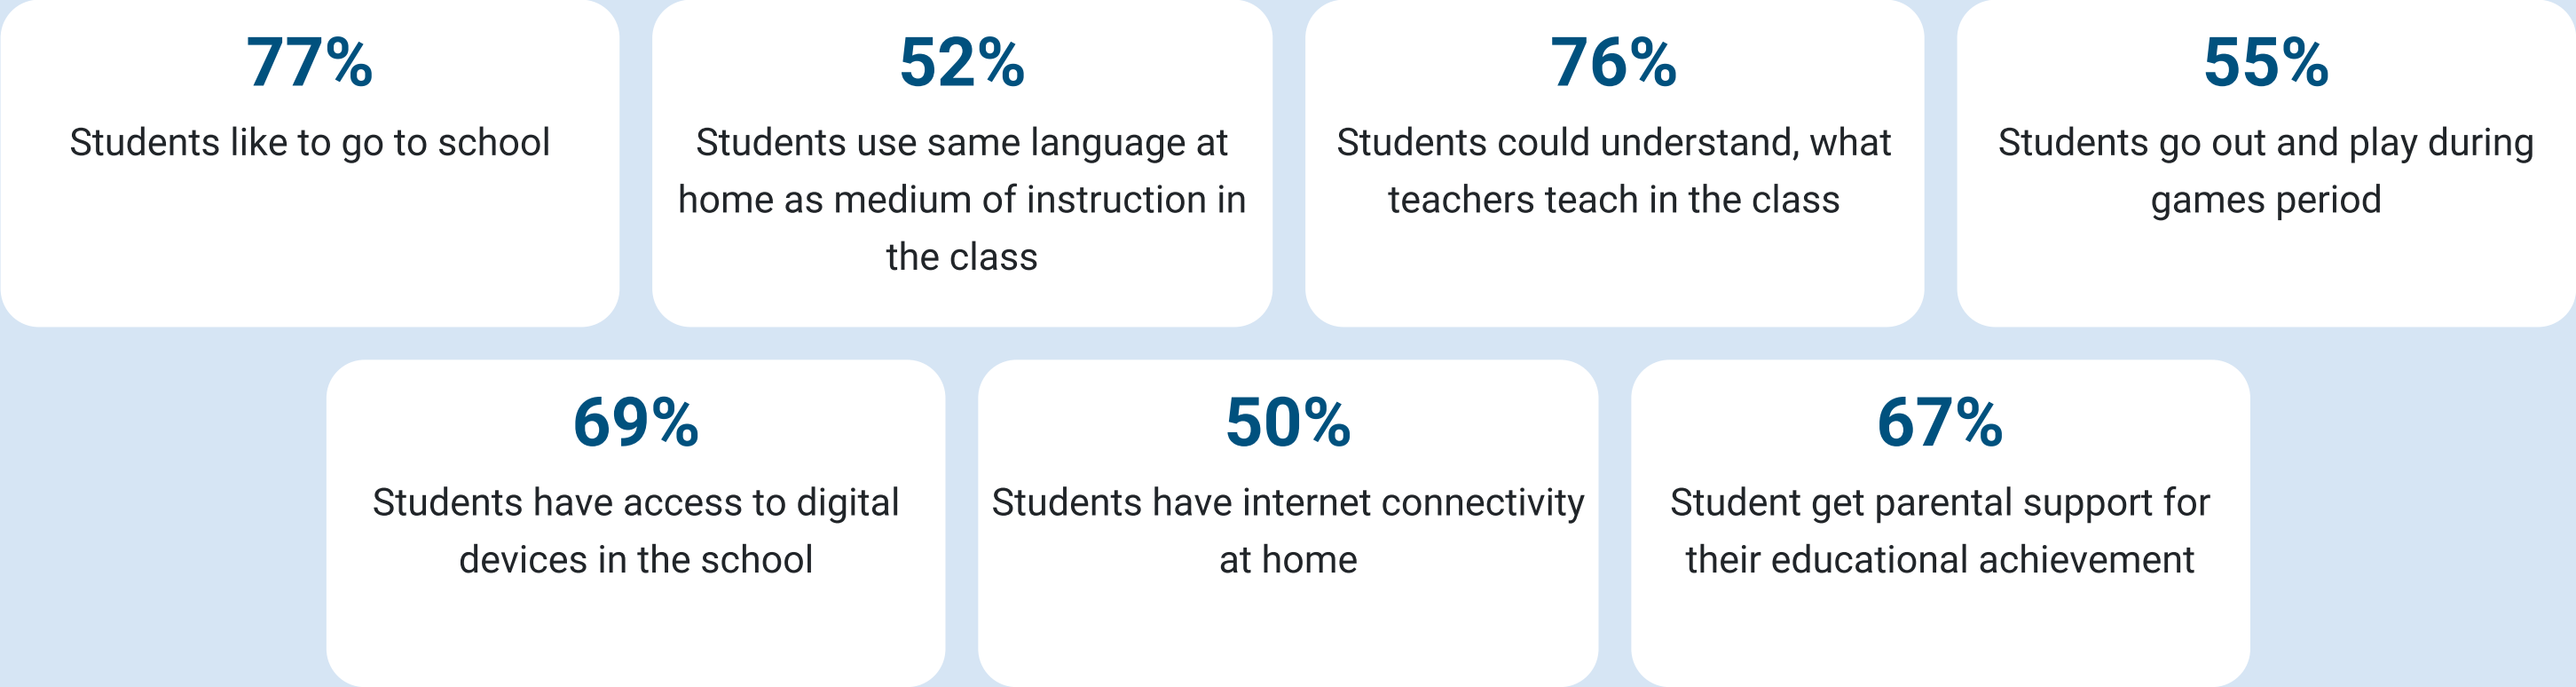 77%
Students like to go to school
52%
Students use same language at
home as medium of instruction in
the class
76%
Students could understand, what
teachers teach in the class
55%
Students go out and play during
games period
69%
Students have access to digital
devices in the school
50%
Students have internet connectivity
at home
67%
Student get parental support for
their educational achievement